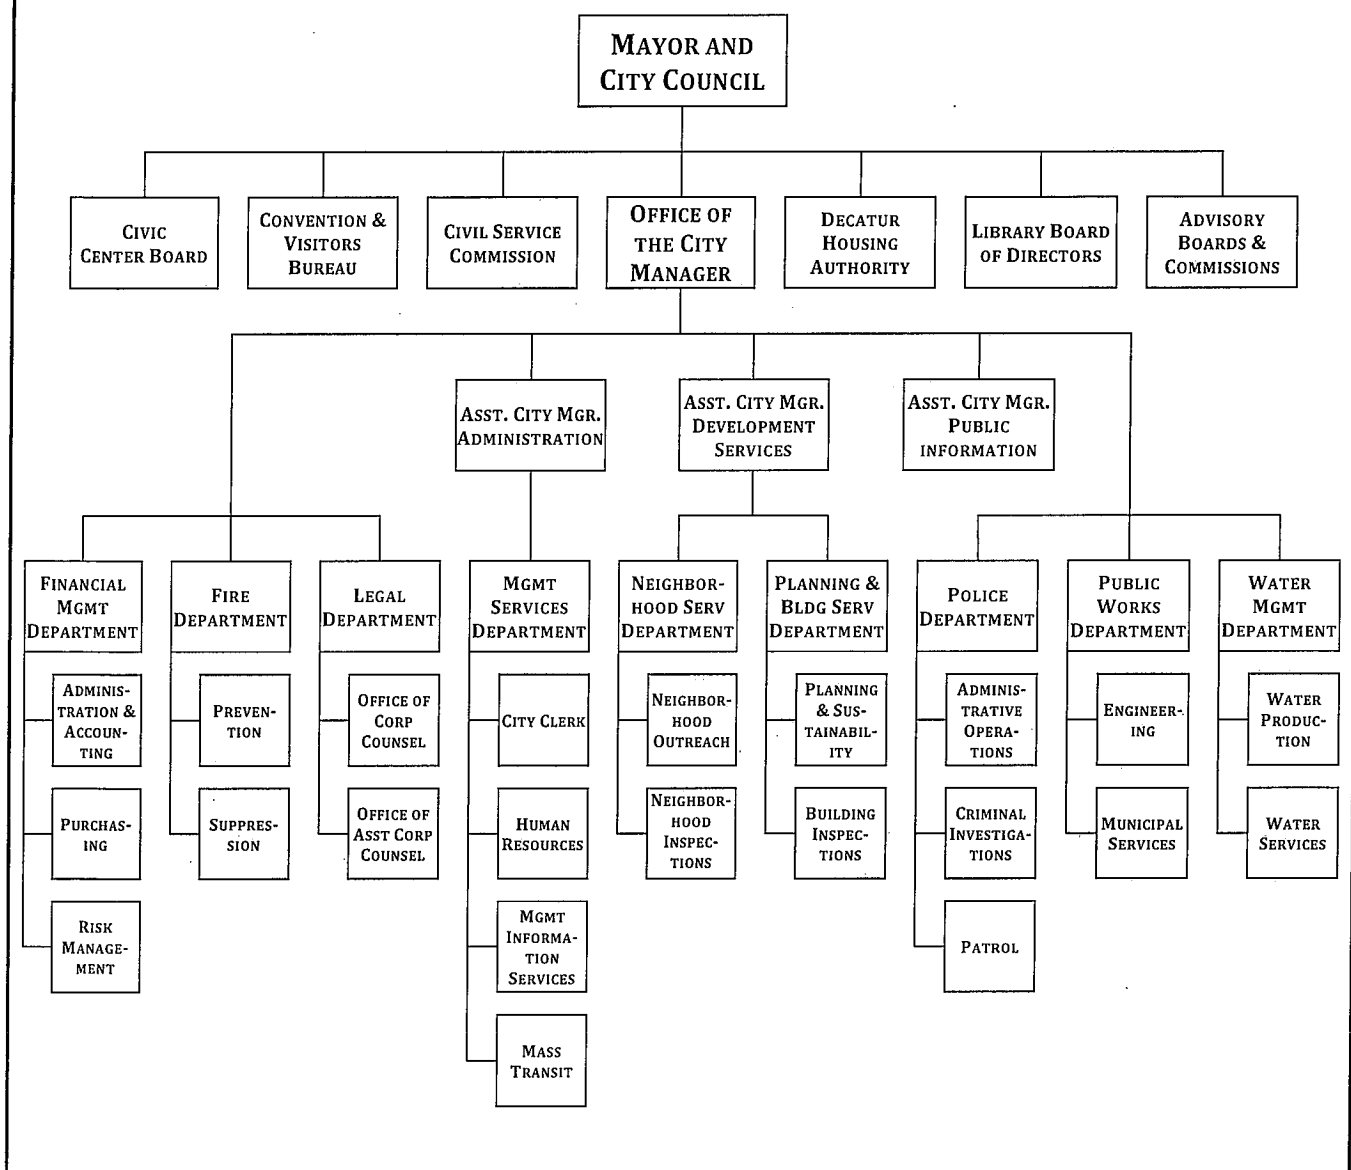 MAYOR AND
CITY COUNCIL
CIVIC
CENTER BOARD
CONVENTION &
VISITORS
BUREAU
CIVIL SERVICE
COMMISSION
OFFICE OF
THE CITY
MANAGER
DECATUR
HOUSING
AUTHORITY
LIBRARY BOARD
OF DIRECTORS
ADVISORY
BOARDS &
COMMISSIONS
ASST. CITY MGR.
ADMINISTRATION
ASST. CITY MGR.
DEVELOPMENT
SERVICES
ASST. CITY MGR.
PUBLIC
INFORMATION
FINANCIAL
MGMT
DEPARTMENT
FIRE
DEPARTMENT
LEGAL
DEPARTMENT
MGMT
SERVICES
DEPARTMENT
NEIGHBOR-
HOOD SERV
DEPARTMENT
PLANNING &
BLDG SERV
DEPARTMENT
POLICE
DEPARTMENT
PUBLIC
WORKS
DEPARTMENT
WATER
MGMT
DEPARTMENT
ADMINIS-
TRATION &
ACCOUN-
TING
PREVEN-
TION
OFFICE OF
CORP
COUNSEL
CITY CLERK
NEIGHBOR-
HOOD
OUTREACH
PLANNING
& SUS-
TAINABIL-
ITY
ADMINIS-
TRATIVE
OPERA-
TIONS
ENGINEER-
ING
WATER
PRODUC-
TION
PURCHAS-
ING
SUPPRES-
SION
OFFICE OF
ASST CORP
COUNSEL
HUMAN
RESOURCES
NEIGHBOR-
HOOD
INSPEC-
TIONS
BUILDING
INSPEC-
TIONS
CRIMINAL
INVESTIGA-
TIONS
MUNICIPAL
SERVICES
WATER
SERVICES
RISK
MANAGE-
MENT
MGMT
INFORMA-
TION
SERVICES
PATROL
MASS
TRANSIT